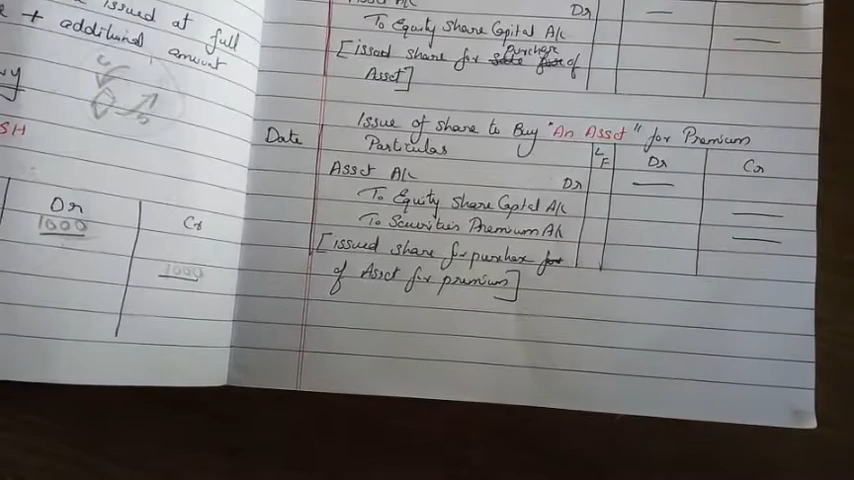 issued at full
+ additional amount
SH
Dr
Cr
1000
1000
Dr
To Equity Share Capital A/c
[issued share for purchase of
Asset]
Issue of share to Buy "An Asset" for Premium
Date
Particulas
L
F
Dr
Cr
Asset A/c
Dr
To Equity Share Capital A/c
To Securities Premium A/c
[issued share for purchase
of Asset for premium]